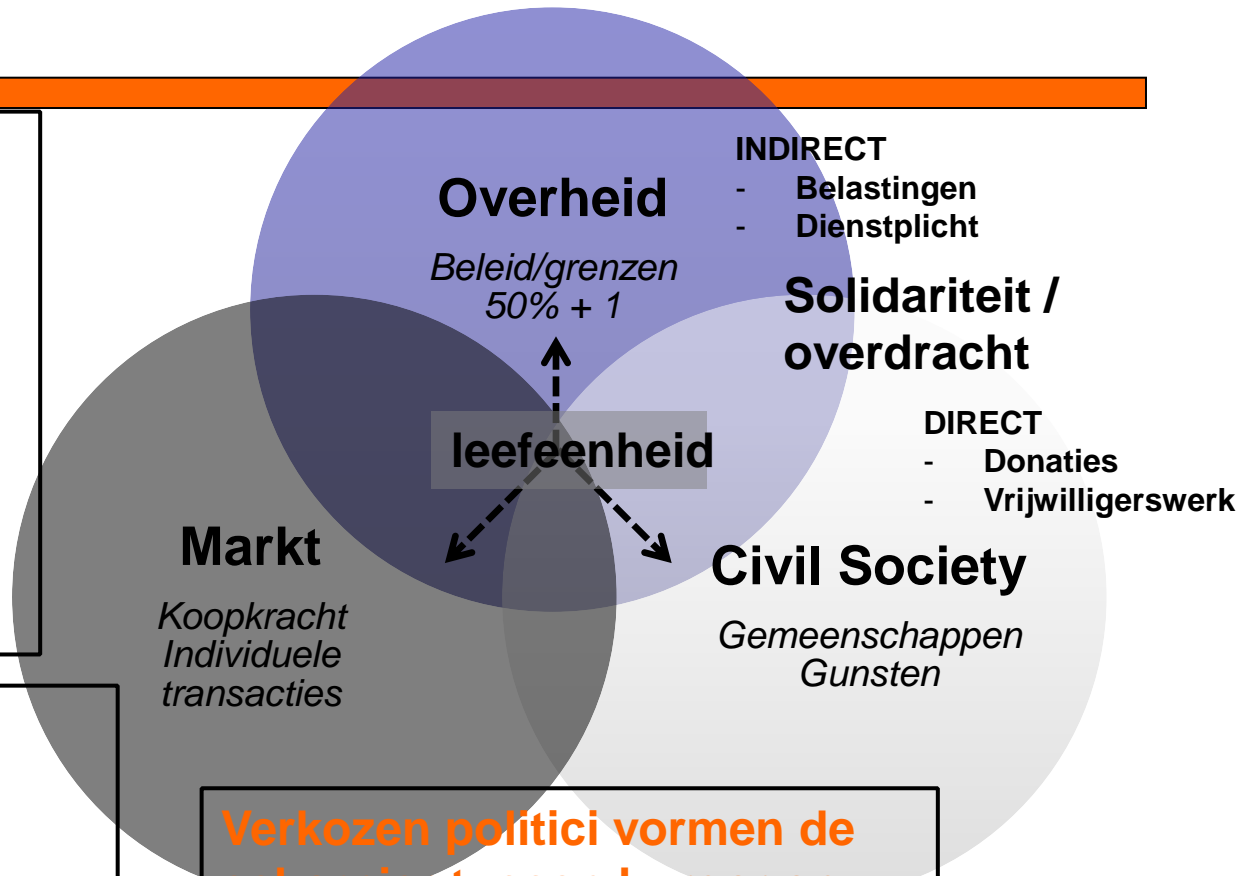 INDIRECT
- Belastingen
- Dienstplicht
Overheid
Beleid/grenzen
50% + 1
Solidariteit /
overdracht
leefeenheid
DIRECT
- Donaties
- Vrijwilligerswerk
Markt
Koopkracht
Individuele
transacties
Civil Society
Gemeenschappen
Gunsten
Verkozen politici vormen de